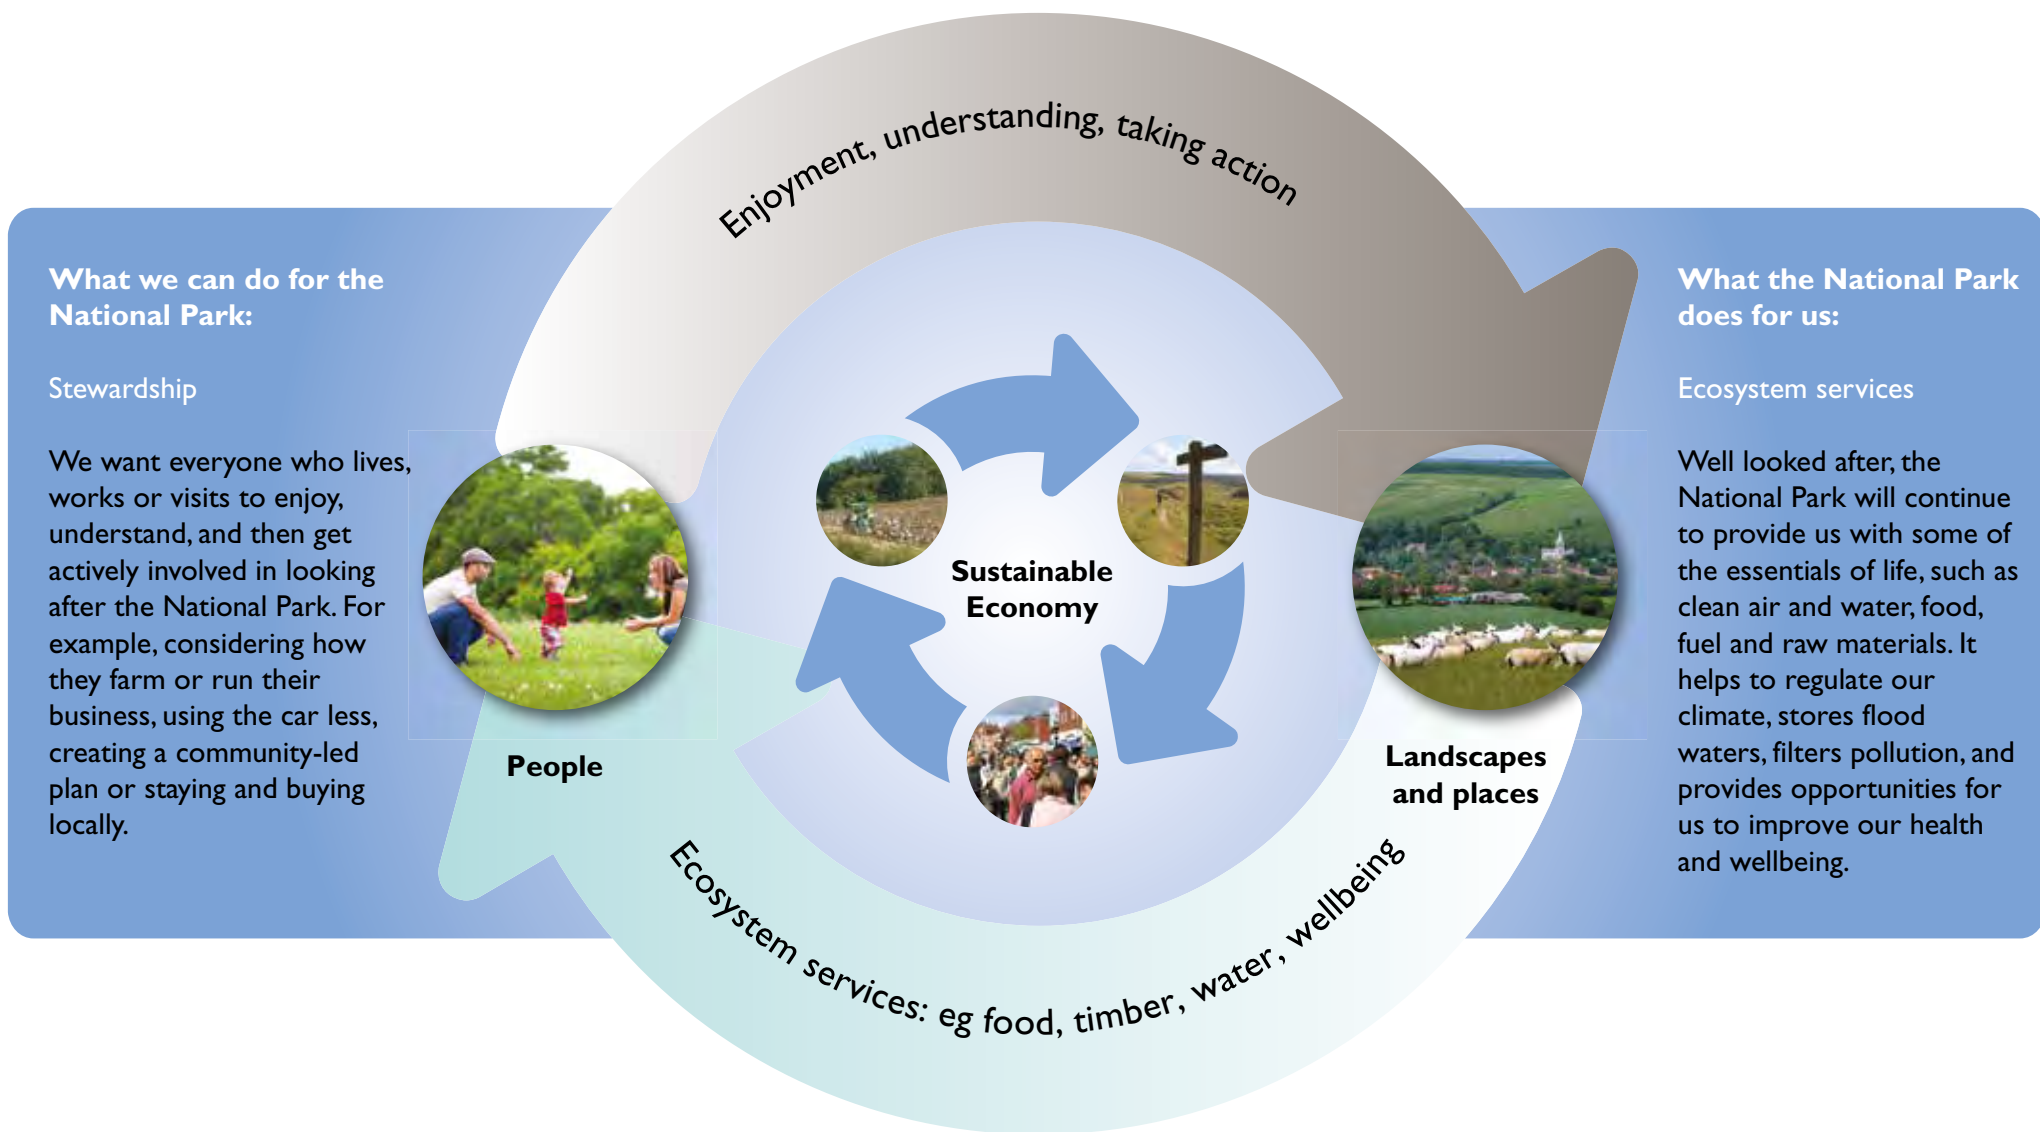 Enjoyment, understanding, taking action
What we can do for the
National Park:
Stewardship
We want everyone who lives,
works or visits to enjoy,
understand, and then get
actively involved in looking
after the National Park. For
example, considering how
they farm or run their
business, using the car less,
creating a community-led
plan or staying and buying
locally.
People
Sustainable
Economy
Landscapes
and places
What the National Park
does for us:
Ecosystem services
Well looked after, the
National Park will continue
to provide us with some of
the essentials of life, such as
clean air and water, food,
fuel and raw materials. It
helps to regulate our
climate, stores flood
waters, filters pollution, and
provides opportunities for
us to improve our health
and wellbeing.
Ecosystem services: eg food, timber, water, wellbeing